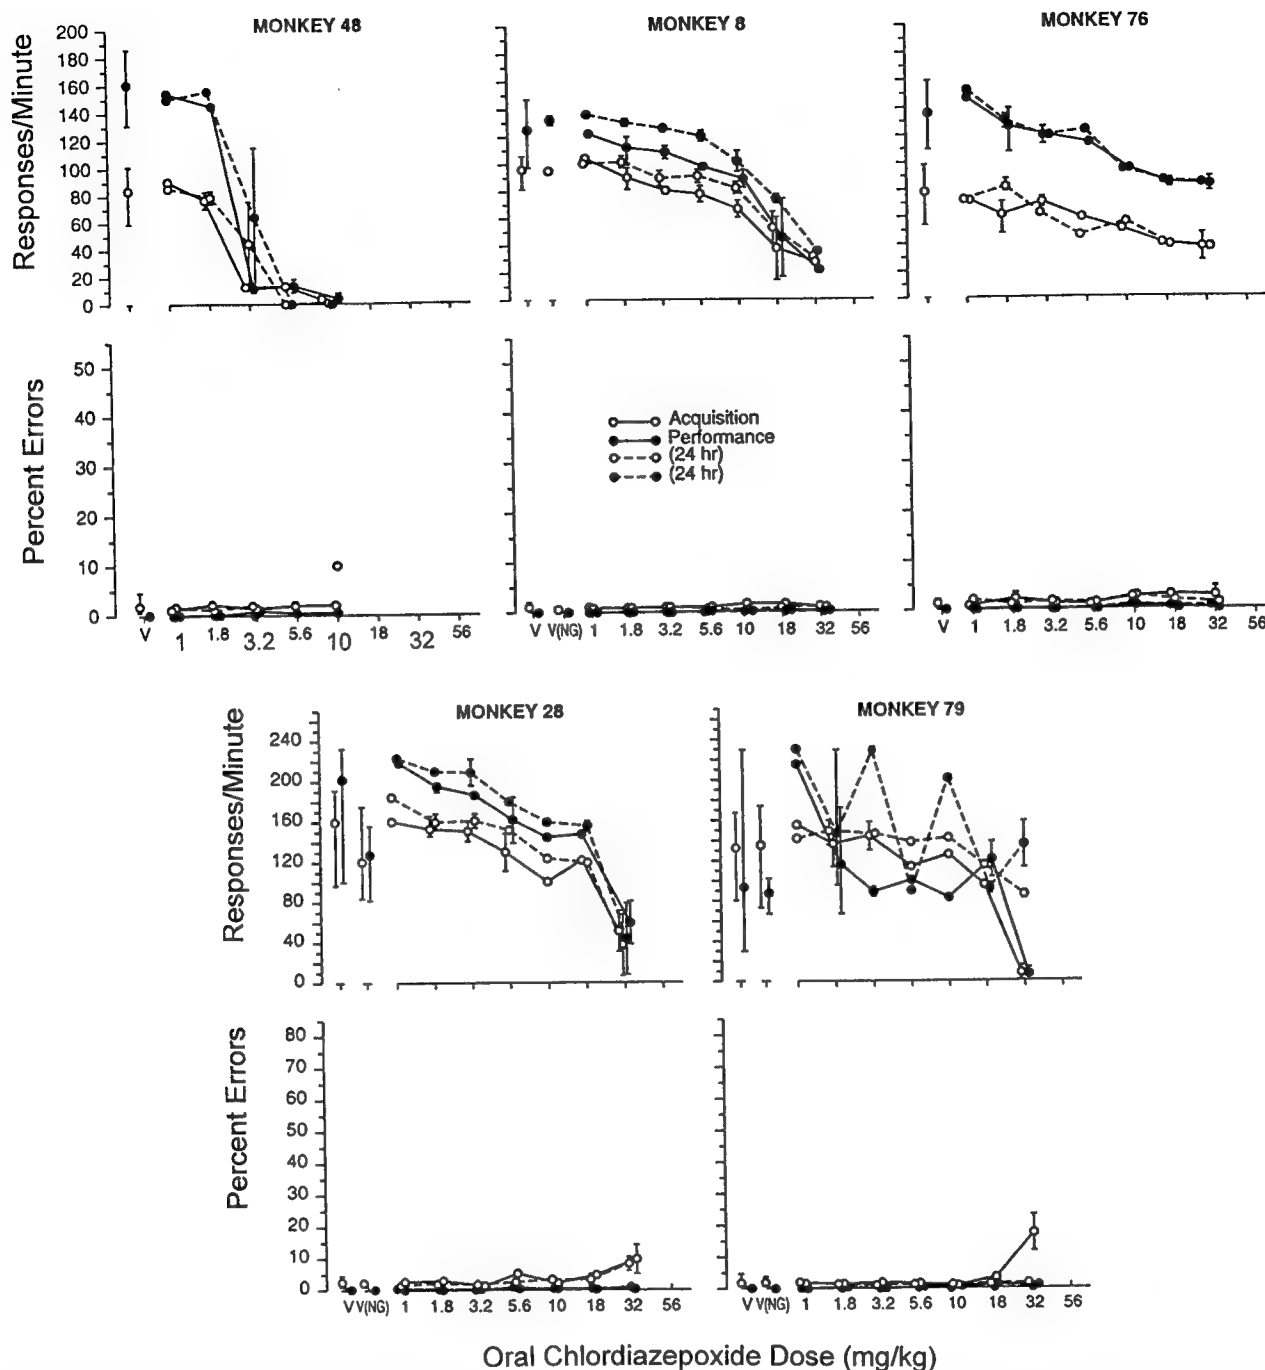 MONKEY 48
MONKEY 8
MONKEY 76
Responses/Minute
200
180
160
140
120
100
80
60
40
20
0
Percent Errors
50
40
30
20
10
0
Acquisition
Performance
(24 hr)
(24 hr)
V 1 1.8 3.2 5.6 10 18 32 56
V V(NG) 1 1.8 3.2 5.6 10 18 32 56
V 1 1.8 3.2 5.6 10 18 32 56
MONKEY 28
MONKEY 79
Responses/Minute
240
200
160
120
80
40
0
Percent Errors
80
70
60
50
40
30
20
10
0
V V(NG) 1 1.8 3.2 5.6 10 18 32 56
V V(NG) 1 1.8 3.2 5.6 10 18 32 56
Oral Chlordiazepoxide Dose (mg/kg)